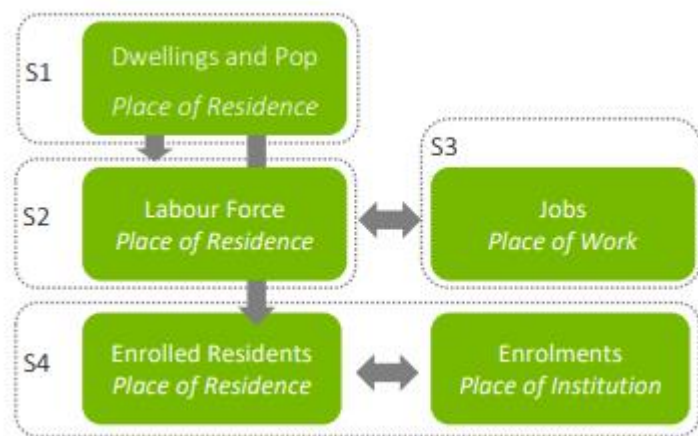 S1
Dwellings and Pop
Place of Residence
S2
Labour Force
Place of Residence
S3
Jobs
Place of Work
S4
Enrolled Residents
Place of Residence
Enrolments
Place of Institution